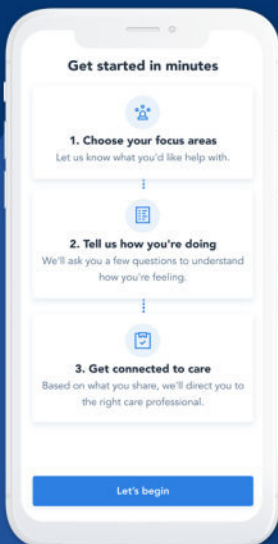 Get started in minutes
1. Choose your focus areas
Let us know what you'd like help with.
2. Tell us how you're doing
We'll ask you a few questions to understand
how you're feeling.
3. Get connected to care
Based on what you share, we'll direct you to
the right care professional.
Let's begin